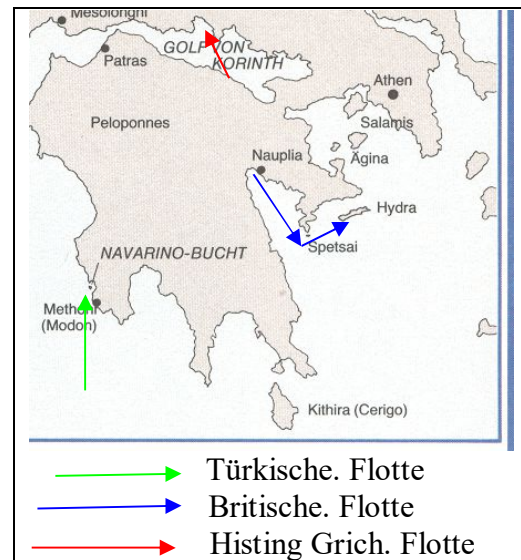 Mesolonghi
GOLF VON
KORINTH
Patras
Athen
Salamis
Peloponnes
Nauplia
Ägina
Hydra
Spetsai
NAVARINO-BUCHT
Methoni
(Modon)
Kithira (Cerigo)
Türkische. Flotte
Britische. Flotte
Histing Grich. Flotte